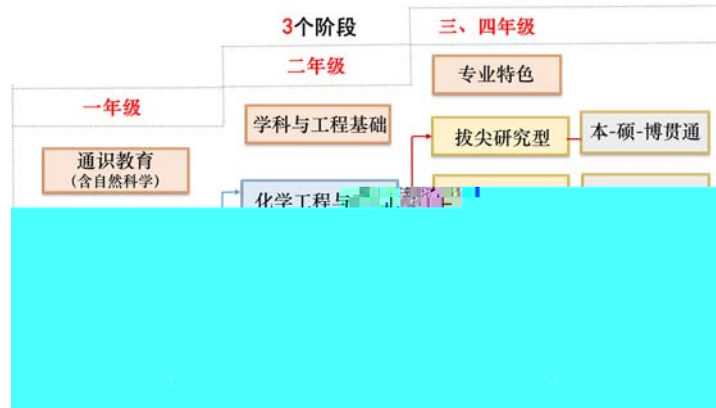 3个阶段
三、四年级
二年级
一年级
专业特色
学科与工程基础
拔尖研究型
本-硕-博贯通
通识教育
(含自然科学)
化学工程与